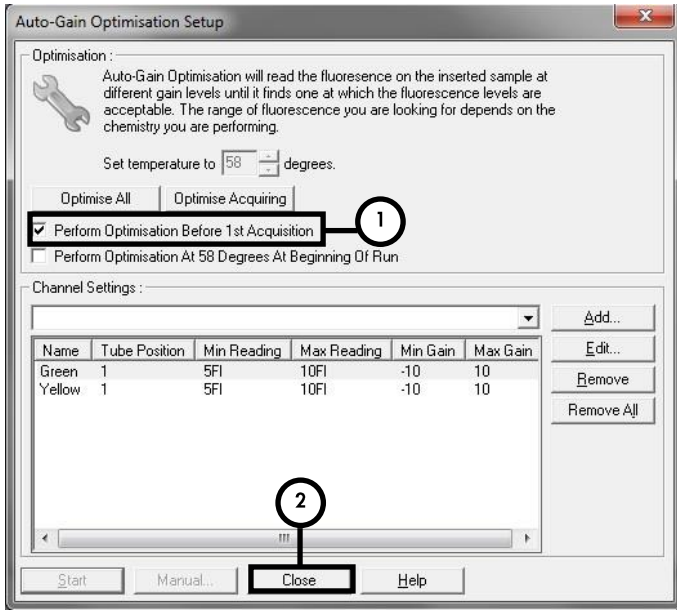 Auto-Gain Optimisation Setup
x
Optimisation :
Auto-Gain Optimisation will read the fluoresence on the inserted sample at
different gain levels until it finds one at which the fluorescence levels are
acceptable. The range of fluorescence you are looking for depends on the
chemistry you are performing.
Set temperature to 58 degrees.
Optimise All Optimise Acquiring
Perform Optimisation Before 1st Acquisition
1
Perform Optimisation At 58 Degrees At Beginning Of Run
Channel Settings :
Add...
Name Tube Position Min Reading Max Reading Min Gain Max Gain
Edit...
Green 1 5Fl 10Fl -10 10
Remove
Yellow 1 5Fl 10Fl -10 10
Remove All
2
Start Manual... Close Help